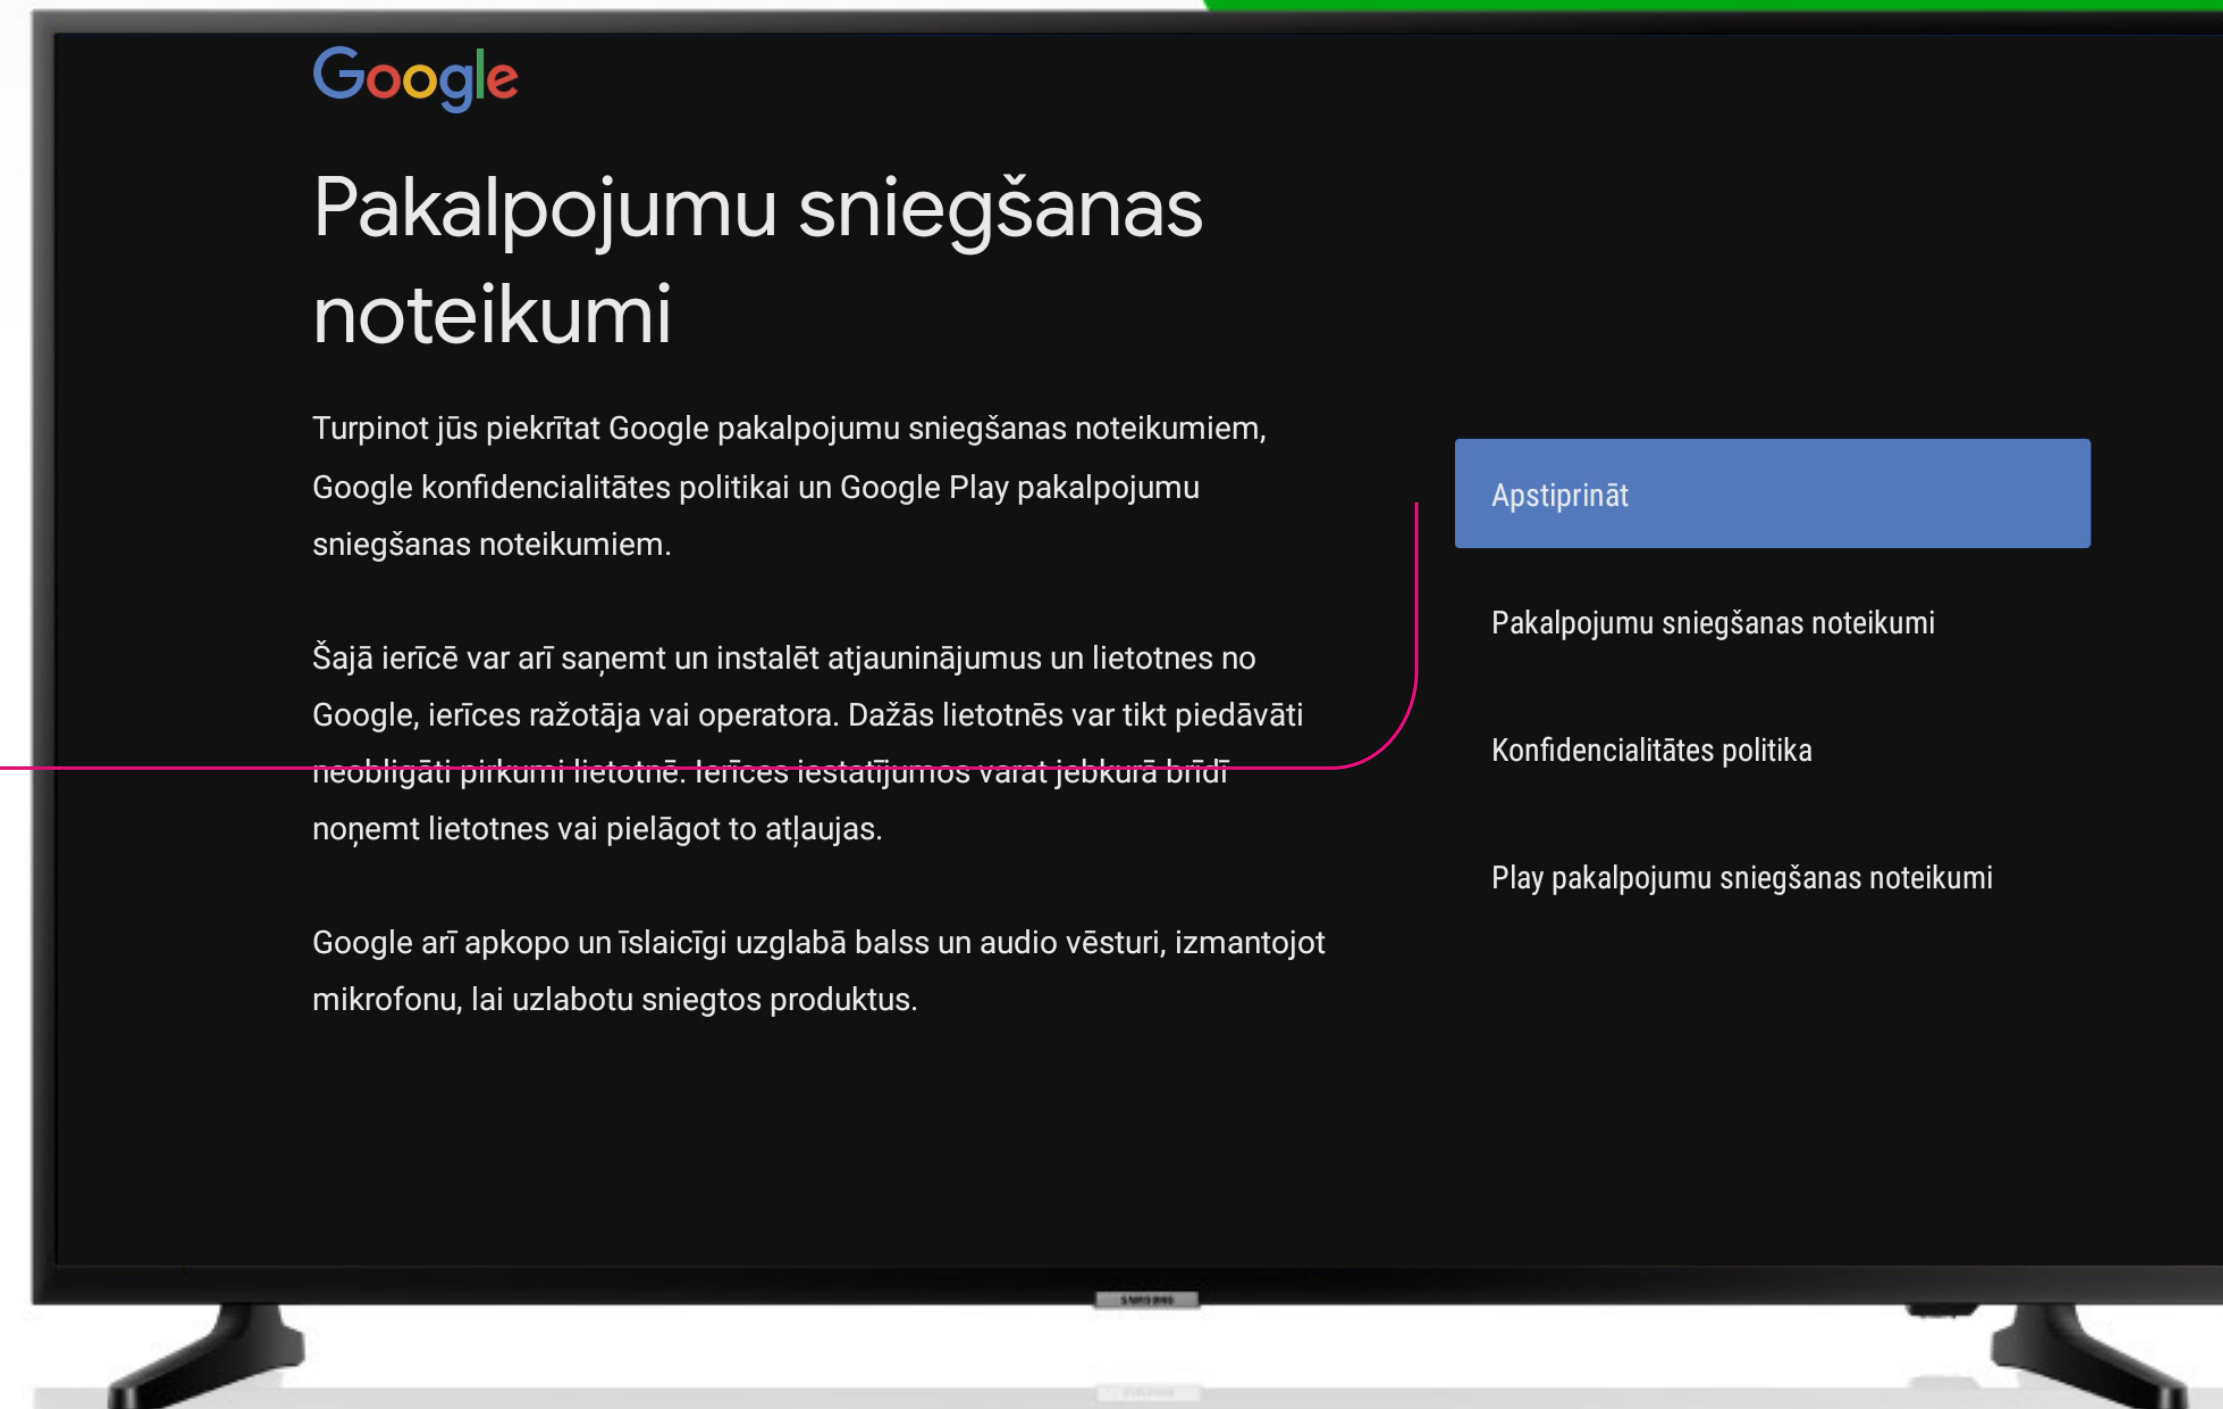 Google
Pakalpojumu sniegšanas
noteikumi
Turpinot jūs piekrītat Google pakalpojumu sniegšanas noteikumiem,
Google konfidencialitātes politikai un Google Play pakalpojumu
sniegšanas noteikumiem.
Šajā ierīcē var arī saņemt un instalēt atjauninājumus un lietotnes no
Google, ierīces ražotāja vai operatora. Dažās lietotnēs var tikt piedāvāti
neobligāti pirkumi lietotnē. Ierīces iestatījumos varat jebkurā brīdī
noņemt lietotnes vai pielāgot to atļaujas.
Google arī apkopo un īslaicīgi uzglabā balss un audio vēsturi, izmantojot
mikrofonu, lai uzlabotu sniegtos produktus.
Apstiprināt
Pakalpojumu sniegšanas noteikumi
Konfidencialitātes politika
Play pakalpojumu sniegšanas noteikumi
SAMSUNG